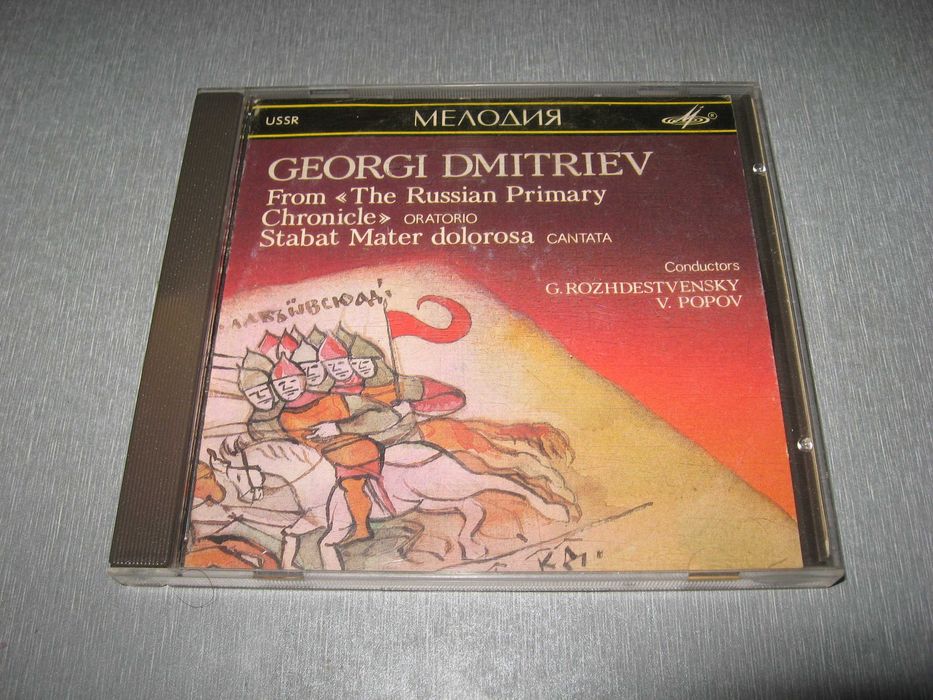 USSR МЕЛОДИЯ ®
GEORGI DMITRIEV
From «The Russian Primary
Chronicle» ORATORIO
Stabat Mater dolorosa CANTATA
Conductors
G. ROZHDESTVENSKY
V. POPOV